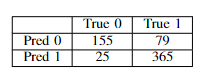 True 0 True 1
Pred 0 155 79
Pred 1 25 365